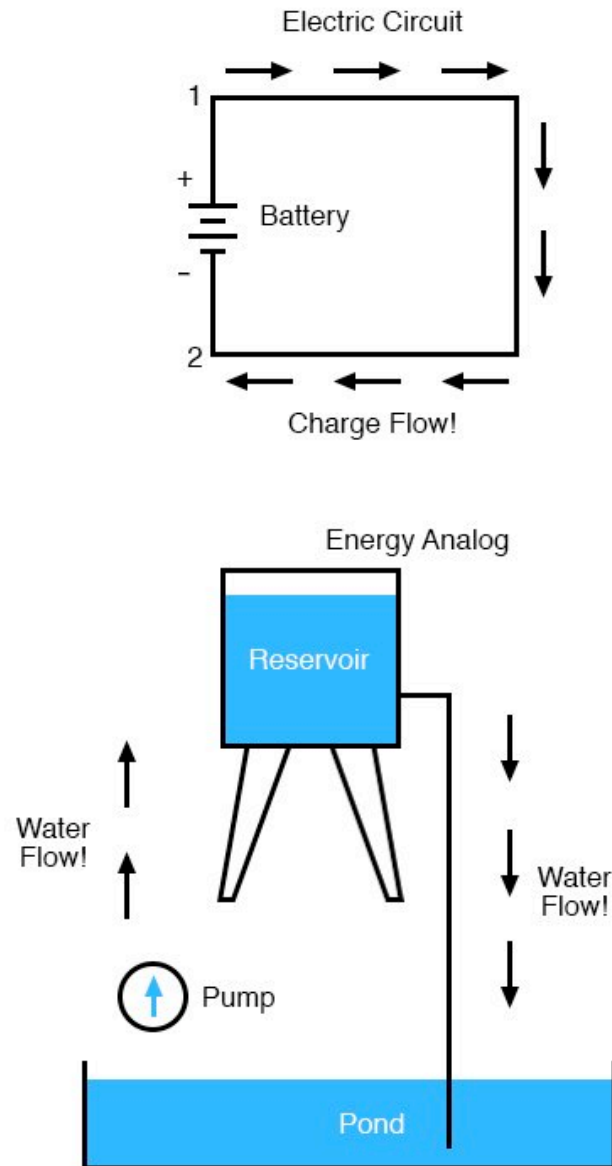 Electric Circuit
1
+
Battery
–
2
Charge Flow!
Energy Analog
Reservoir
Water
Flow!
Water
Flow!
Pump
Pond